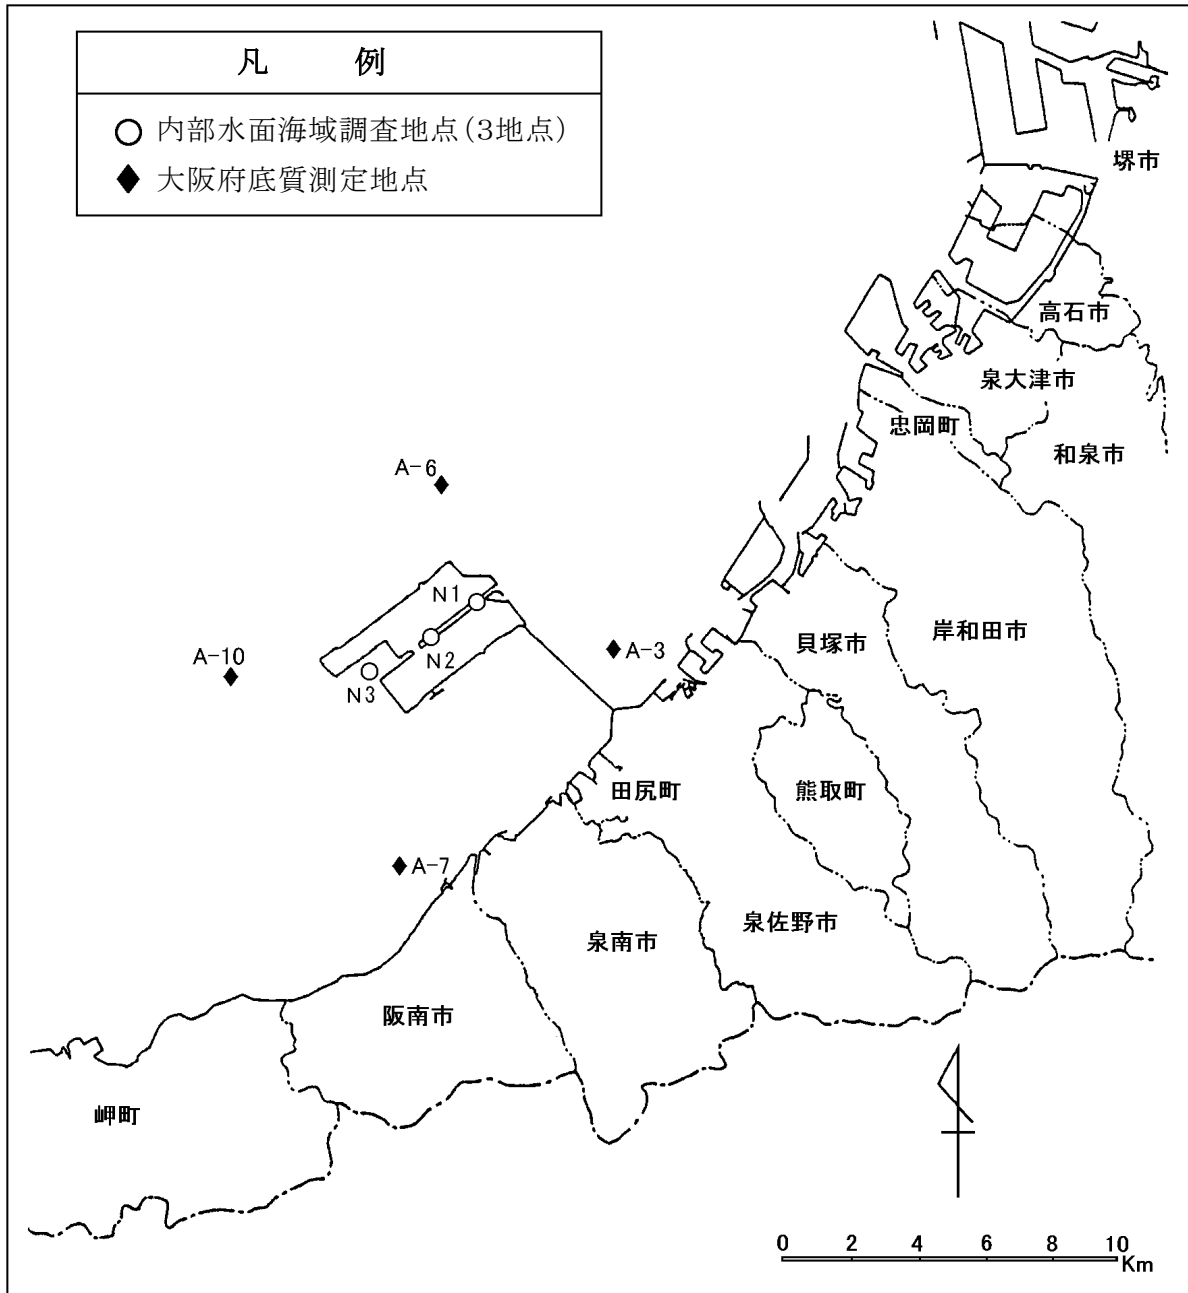 凡 例
内部水面海域調査地点(3地点)
大阪府底質測定地点
堺市
高石市
泉大津市
忠岡町
和泉市
A-6
N1
岸和田市
貝塚市
A-3
A-10
N2
N3
田尻町
熊取町
A-7
泉佐野市
泉南市
阪南市
岬町
0 2 4 6 8 10
Km